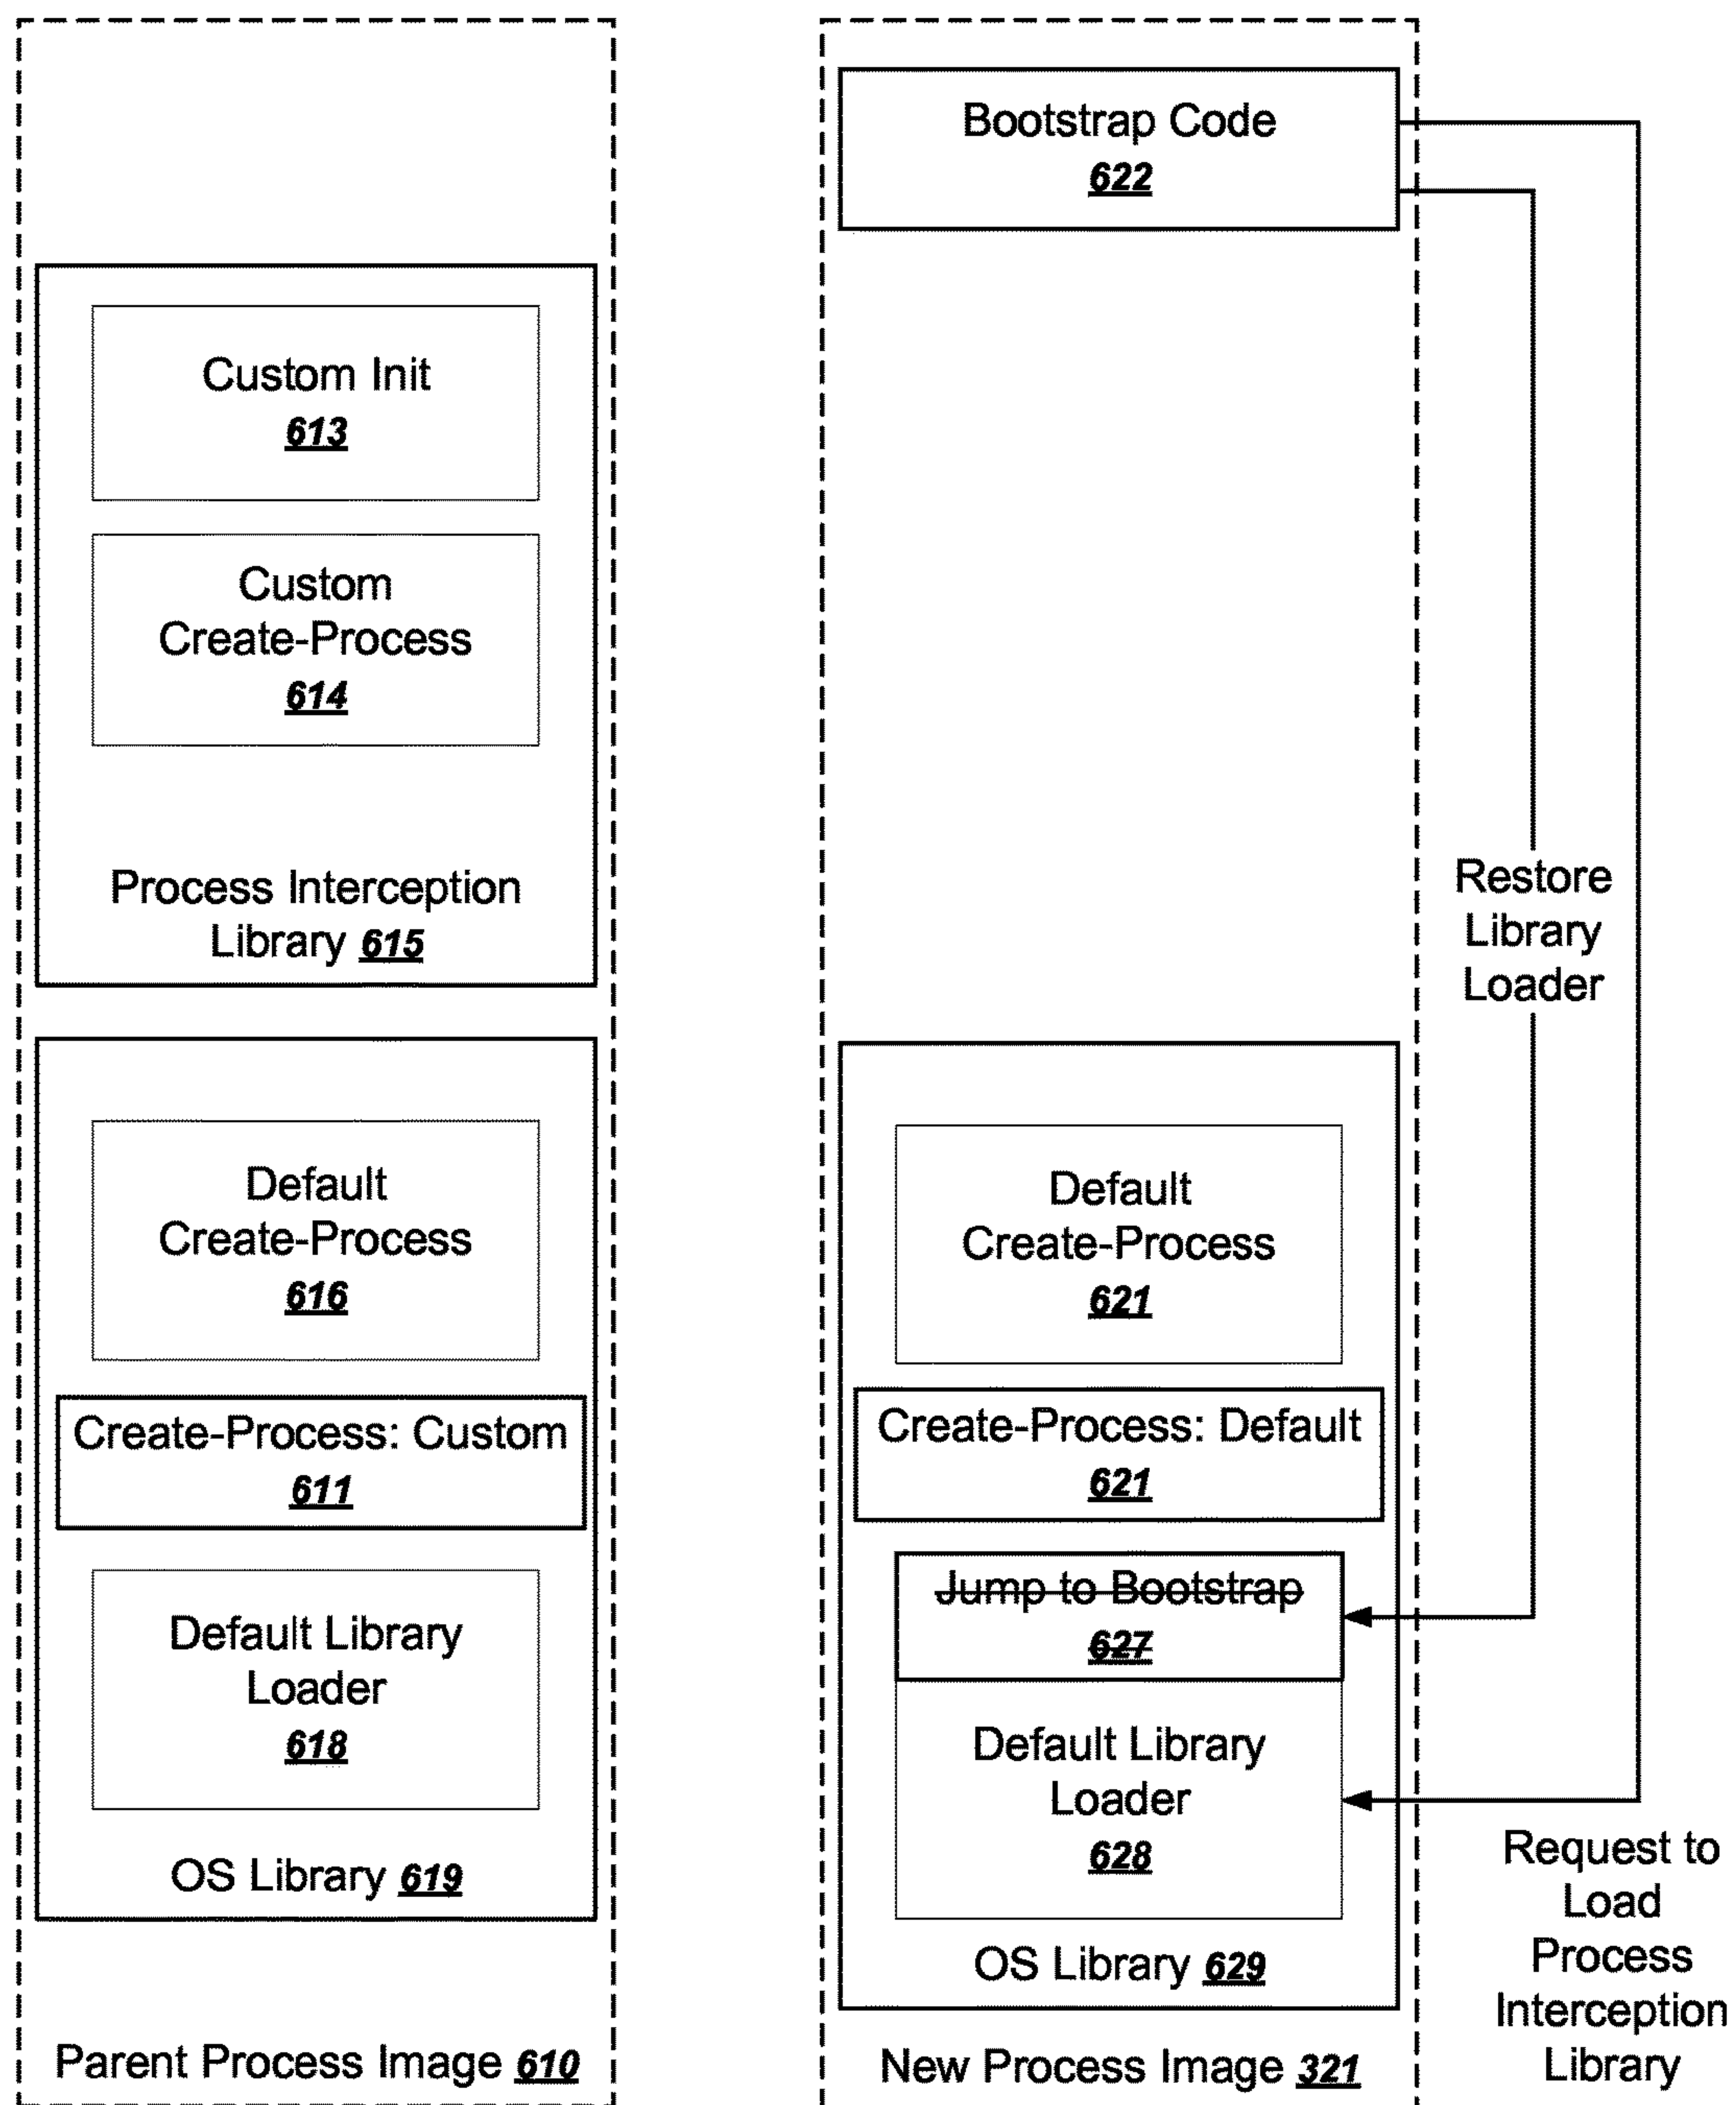 Custom Init
613
Custom
Create-Process
614
Process Interception
Library 615
Default
Create-Process
616
Create-Process: Custom
611
Default Library
Loader
618
OS Library 619
Parent Process Image 610
Bootstrap Code
622
Default
Create-Process
621
Create-Process: Default
621
Jump to Bootstrap
627
Default Library
Loader
628
OS Library 629
New Process Image 321
Restore
Library
Loader
Request to
Load
Process
Interception
Library